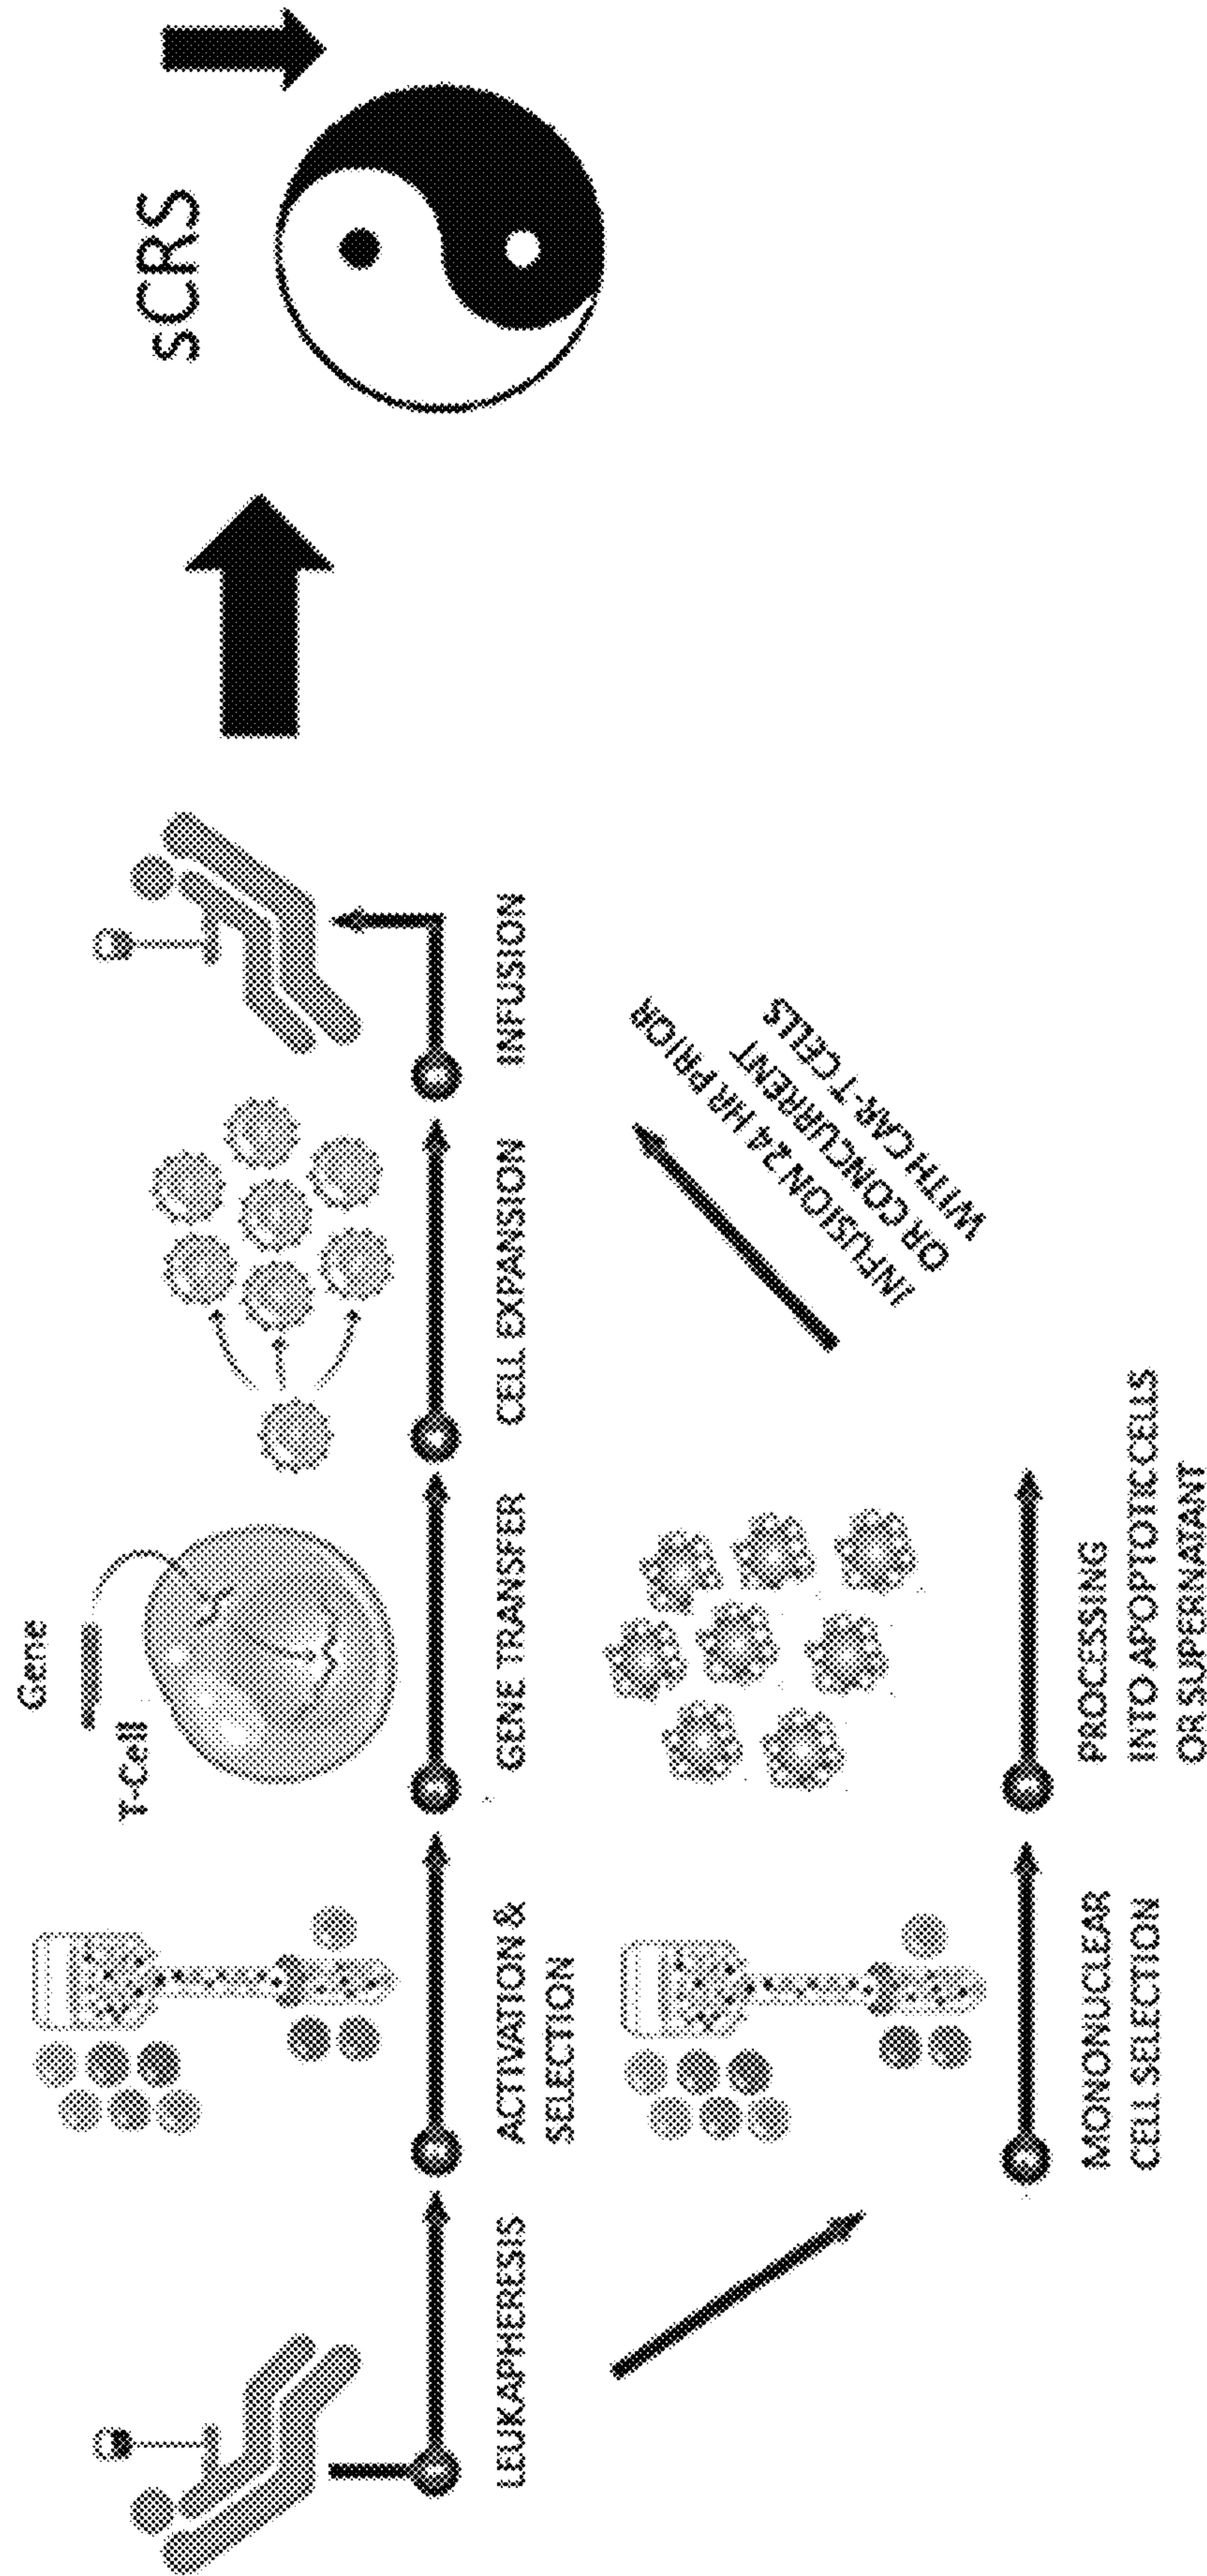 Gene
T-Cell
sCRS
LEUKAPHERESIS
ACTIVATION &
SELECTION
GENE TRANSFER
CELL EXPANSION
INFUSION
INFUSION 24 HR PRIOR
OR CONCURRENT
WITH CAR-T CELLS
MONONUCLEAR
CELL SELECTION
PROCESSING
INTO APOPTOTIC CELLS
OR SUPERNATANT